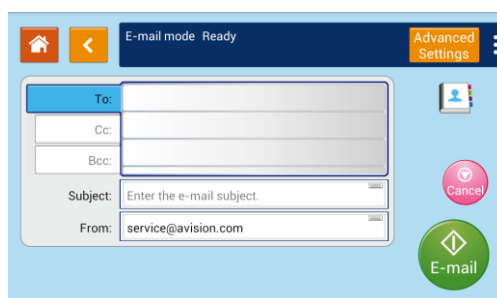 E-mail mode  Ready
Advanced
Settings
To:
Cc:
Bcc:
Subject: Enter the e-mail subject.
From: service@avision.com
Cancel
E-mail